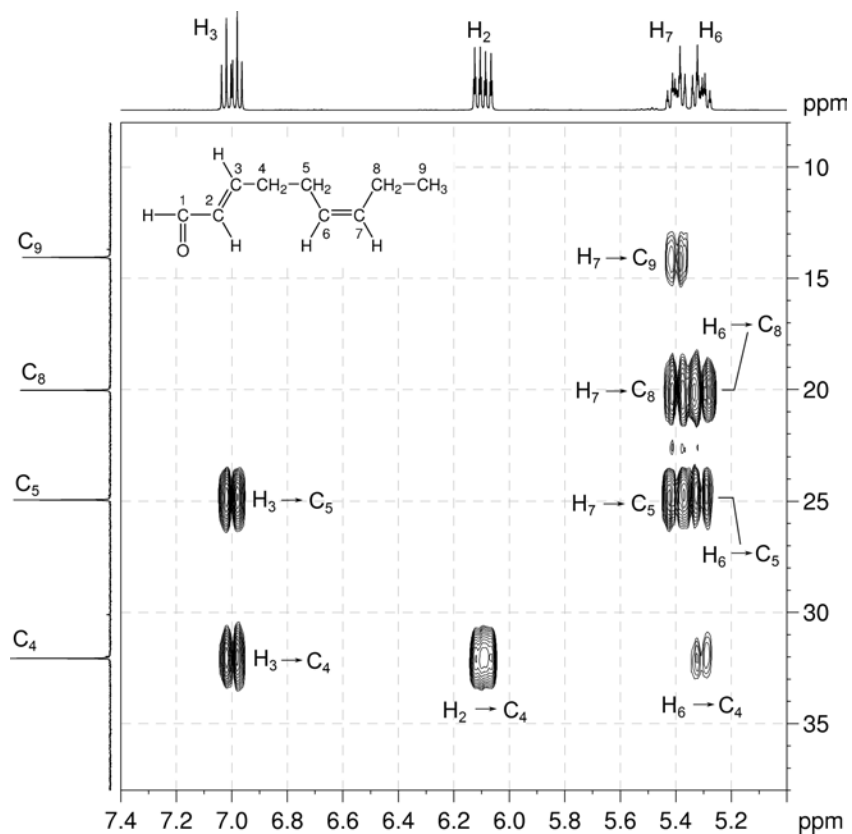 H₃
H₂
H₇
H₆
ppm
C₉
C₈
C₅
C₄
H
3
4
5
8
9
C
CH₂
CH₂
CH₂
CH₃
1
2
H
C
C
C
C
O
H
6
7
H
H
H₇ → C₉
H₆ → C₈
H₇ → C₈
H₃ → C₅
H₇ → C₅
H₆ → C₅
H₃ → C₄
H₂ → C₄
H₆ → C₄
10
15
20
25
30
35
7.4
7.2
7.0
6.8
6.6
6.4
6.2
6.0
5.8
5.6
5.4
5.2
ppm
ppm